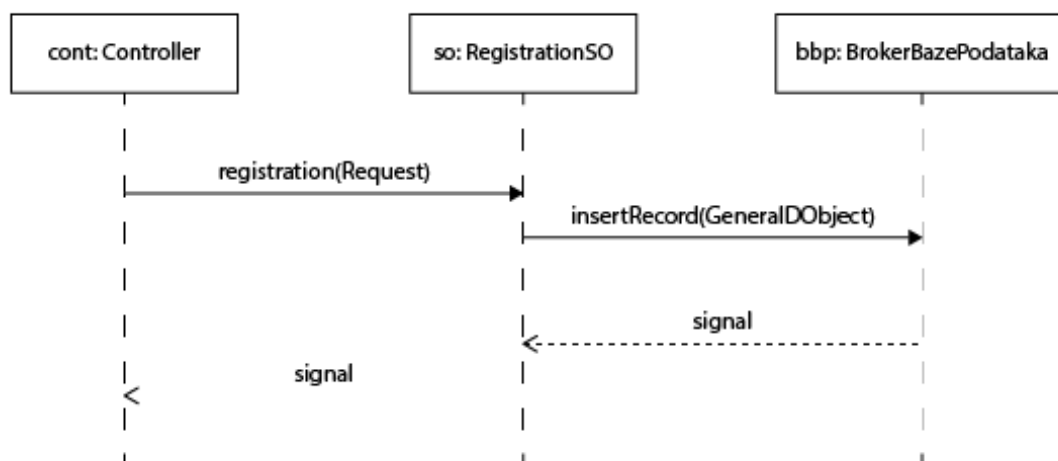 cont: Controller
so: RegistrationSO
bbp: BrokerBazePodataka
registration(Request)
insertRecord(GeneralDObject)
signal
signal